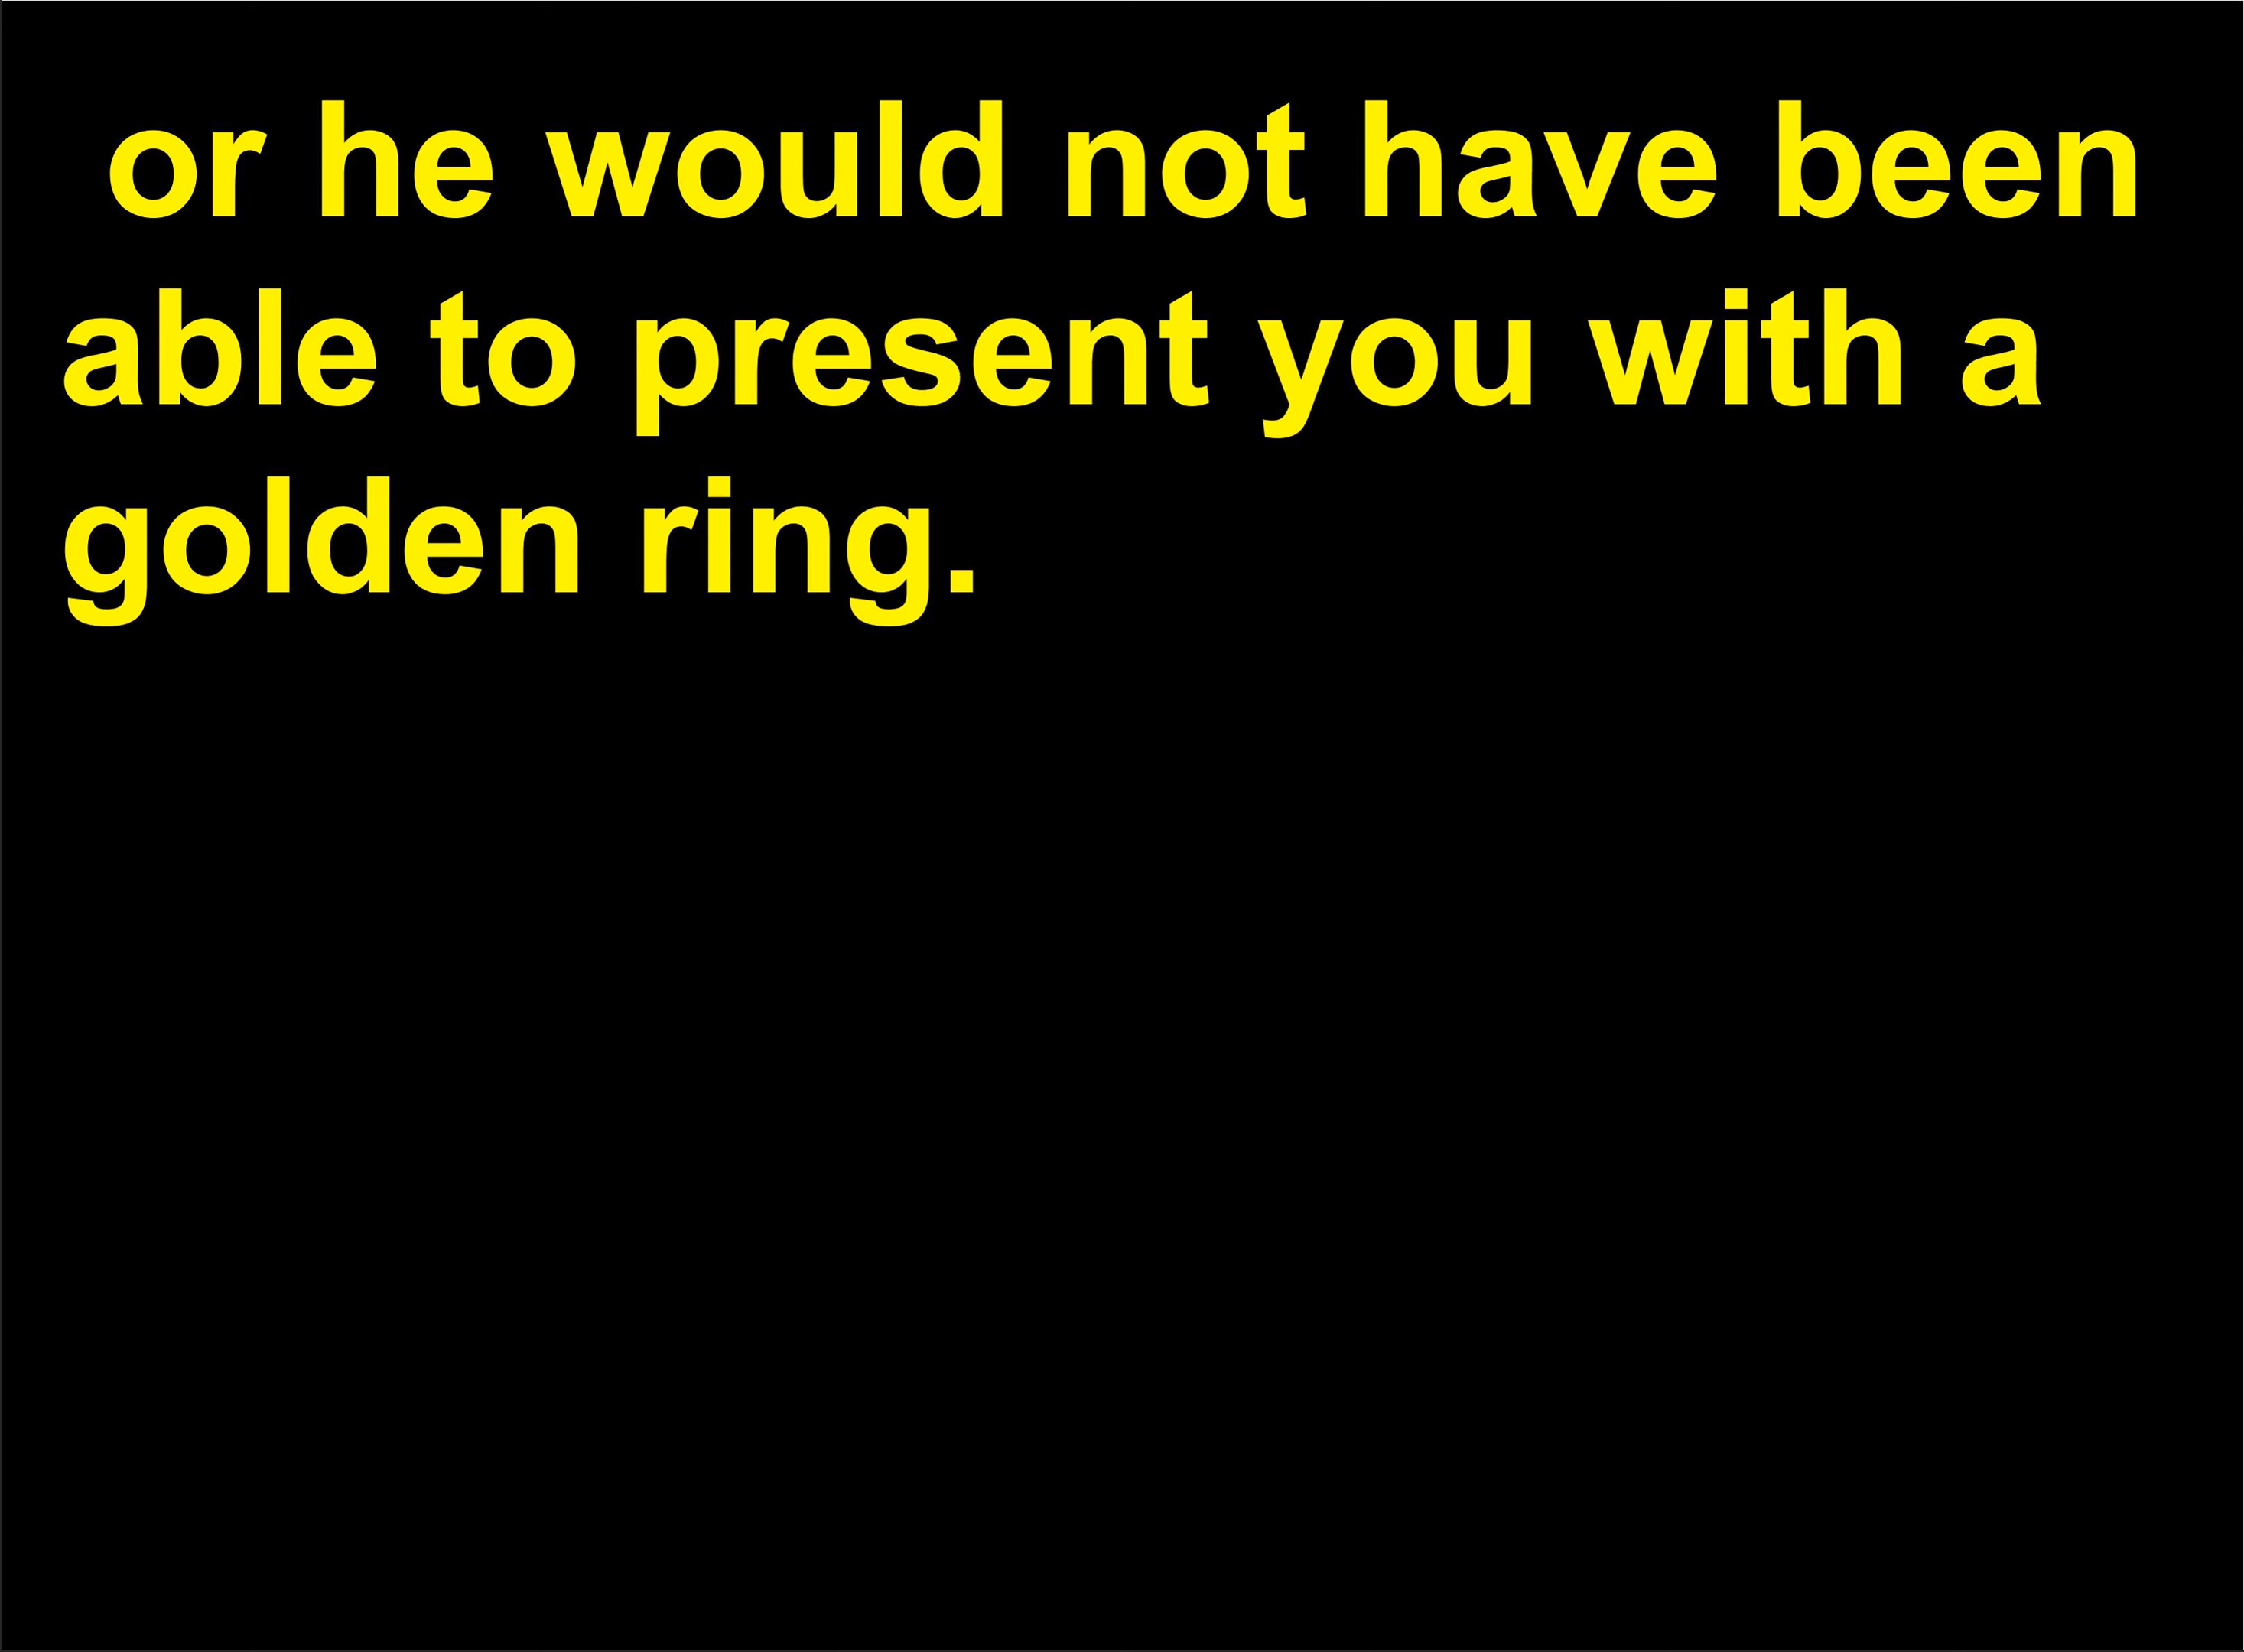 or he would not have been
able to present you with a
golden ring.